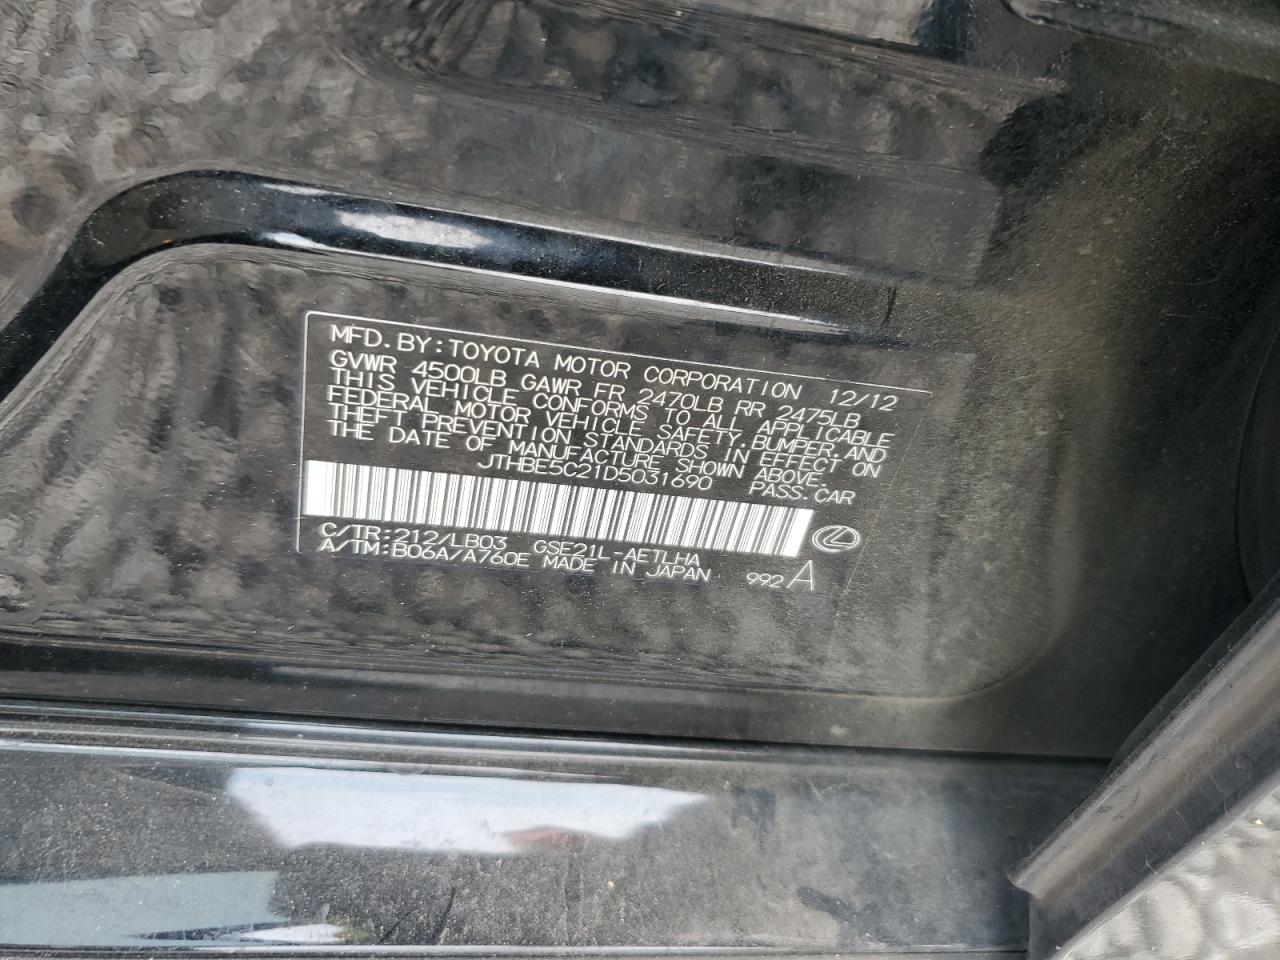 MFD. BY: TOYOTA MOTOR CORPORATION 12/12
GVWR 4500LB GAWR FR 2470LB RR 2475LB
THIS VEHICLE CONFORMS TO ALL APPLICABLE
FEDERAL MOTOR VEHICLE SAFETY, BUMPER, AND
THEFT PREVENTION STANDARDS IN EFFECT ON
THE DATE OF MANUFACTURE SHOWN ABOVE.
JTHBE5C21D5031690 PASS. CAR
C/TR: 212/LB03 GSE21L-AETLHA
A/TM: B06A/A760E MADE IN JAPAN 992 A